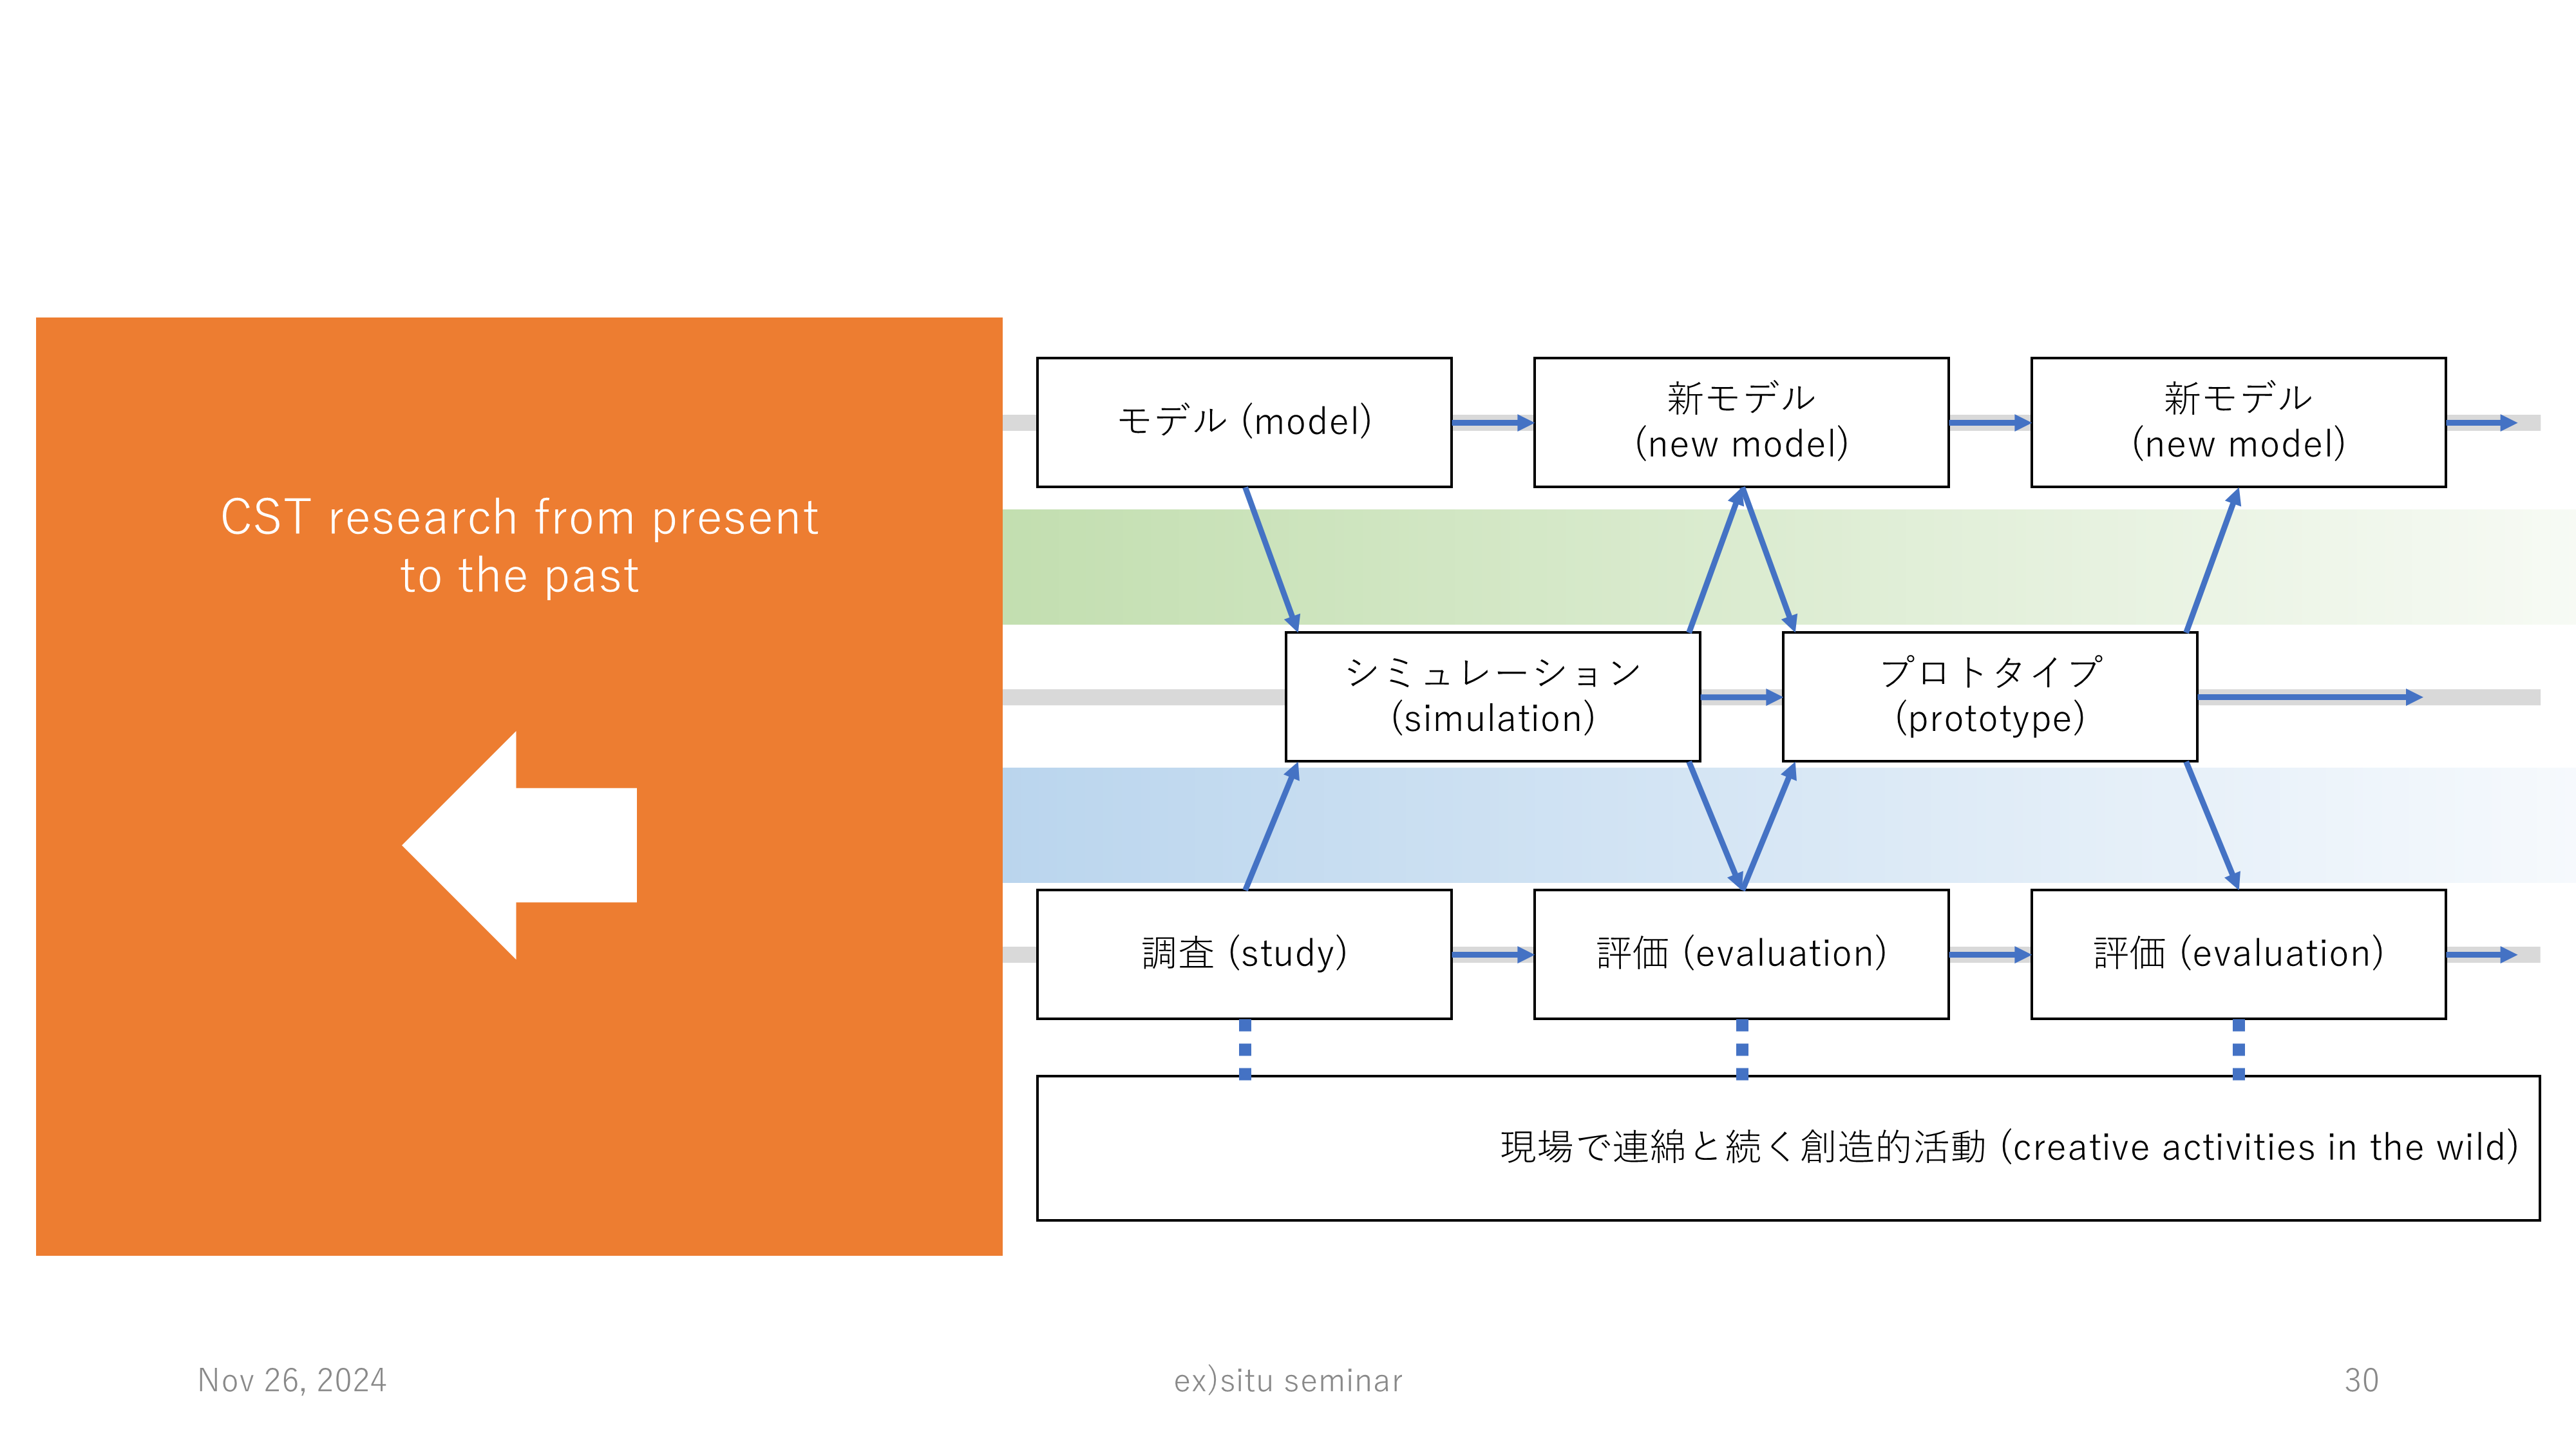 CST research from present
to the past
モデル (model)
新モデル
(new model)
新モデル
(new model)
シミュレーション
(simulation)
プロトタイプ
(prototype)
調査 (study)
評価 (evaluation)
評価 (evaluation)
現場で連綿と続く創造的活動 (creative activities in the wild)
Nov 26, 2024
ex)situ seminar
30